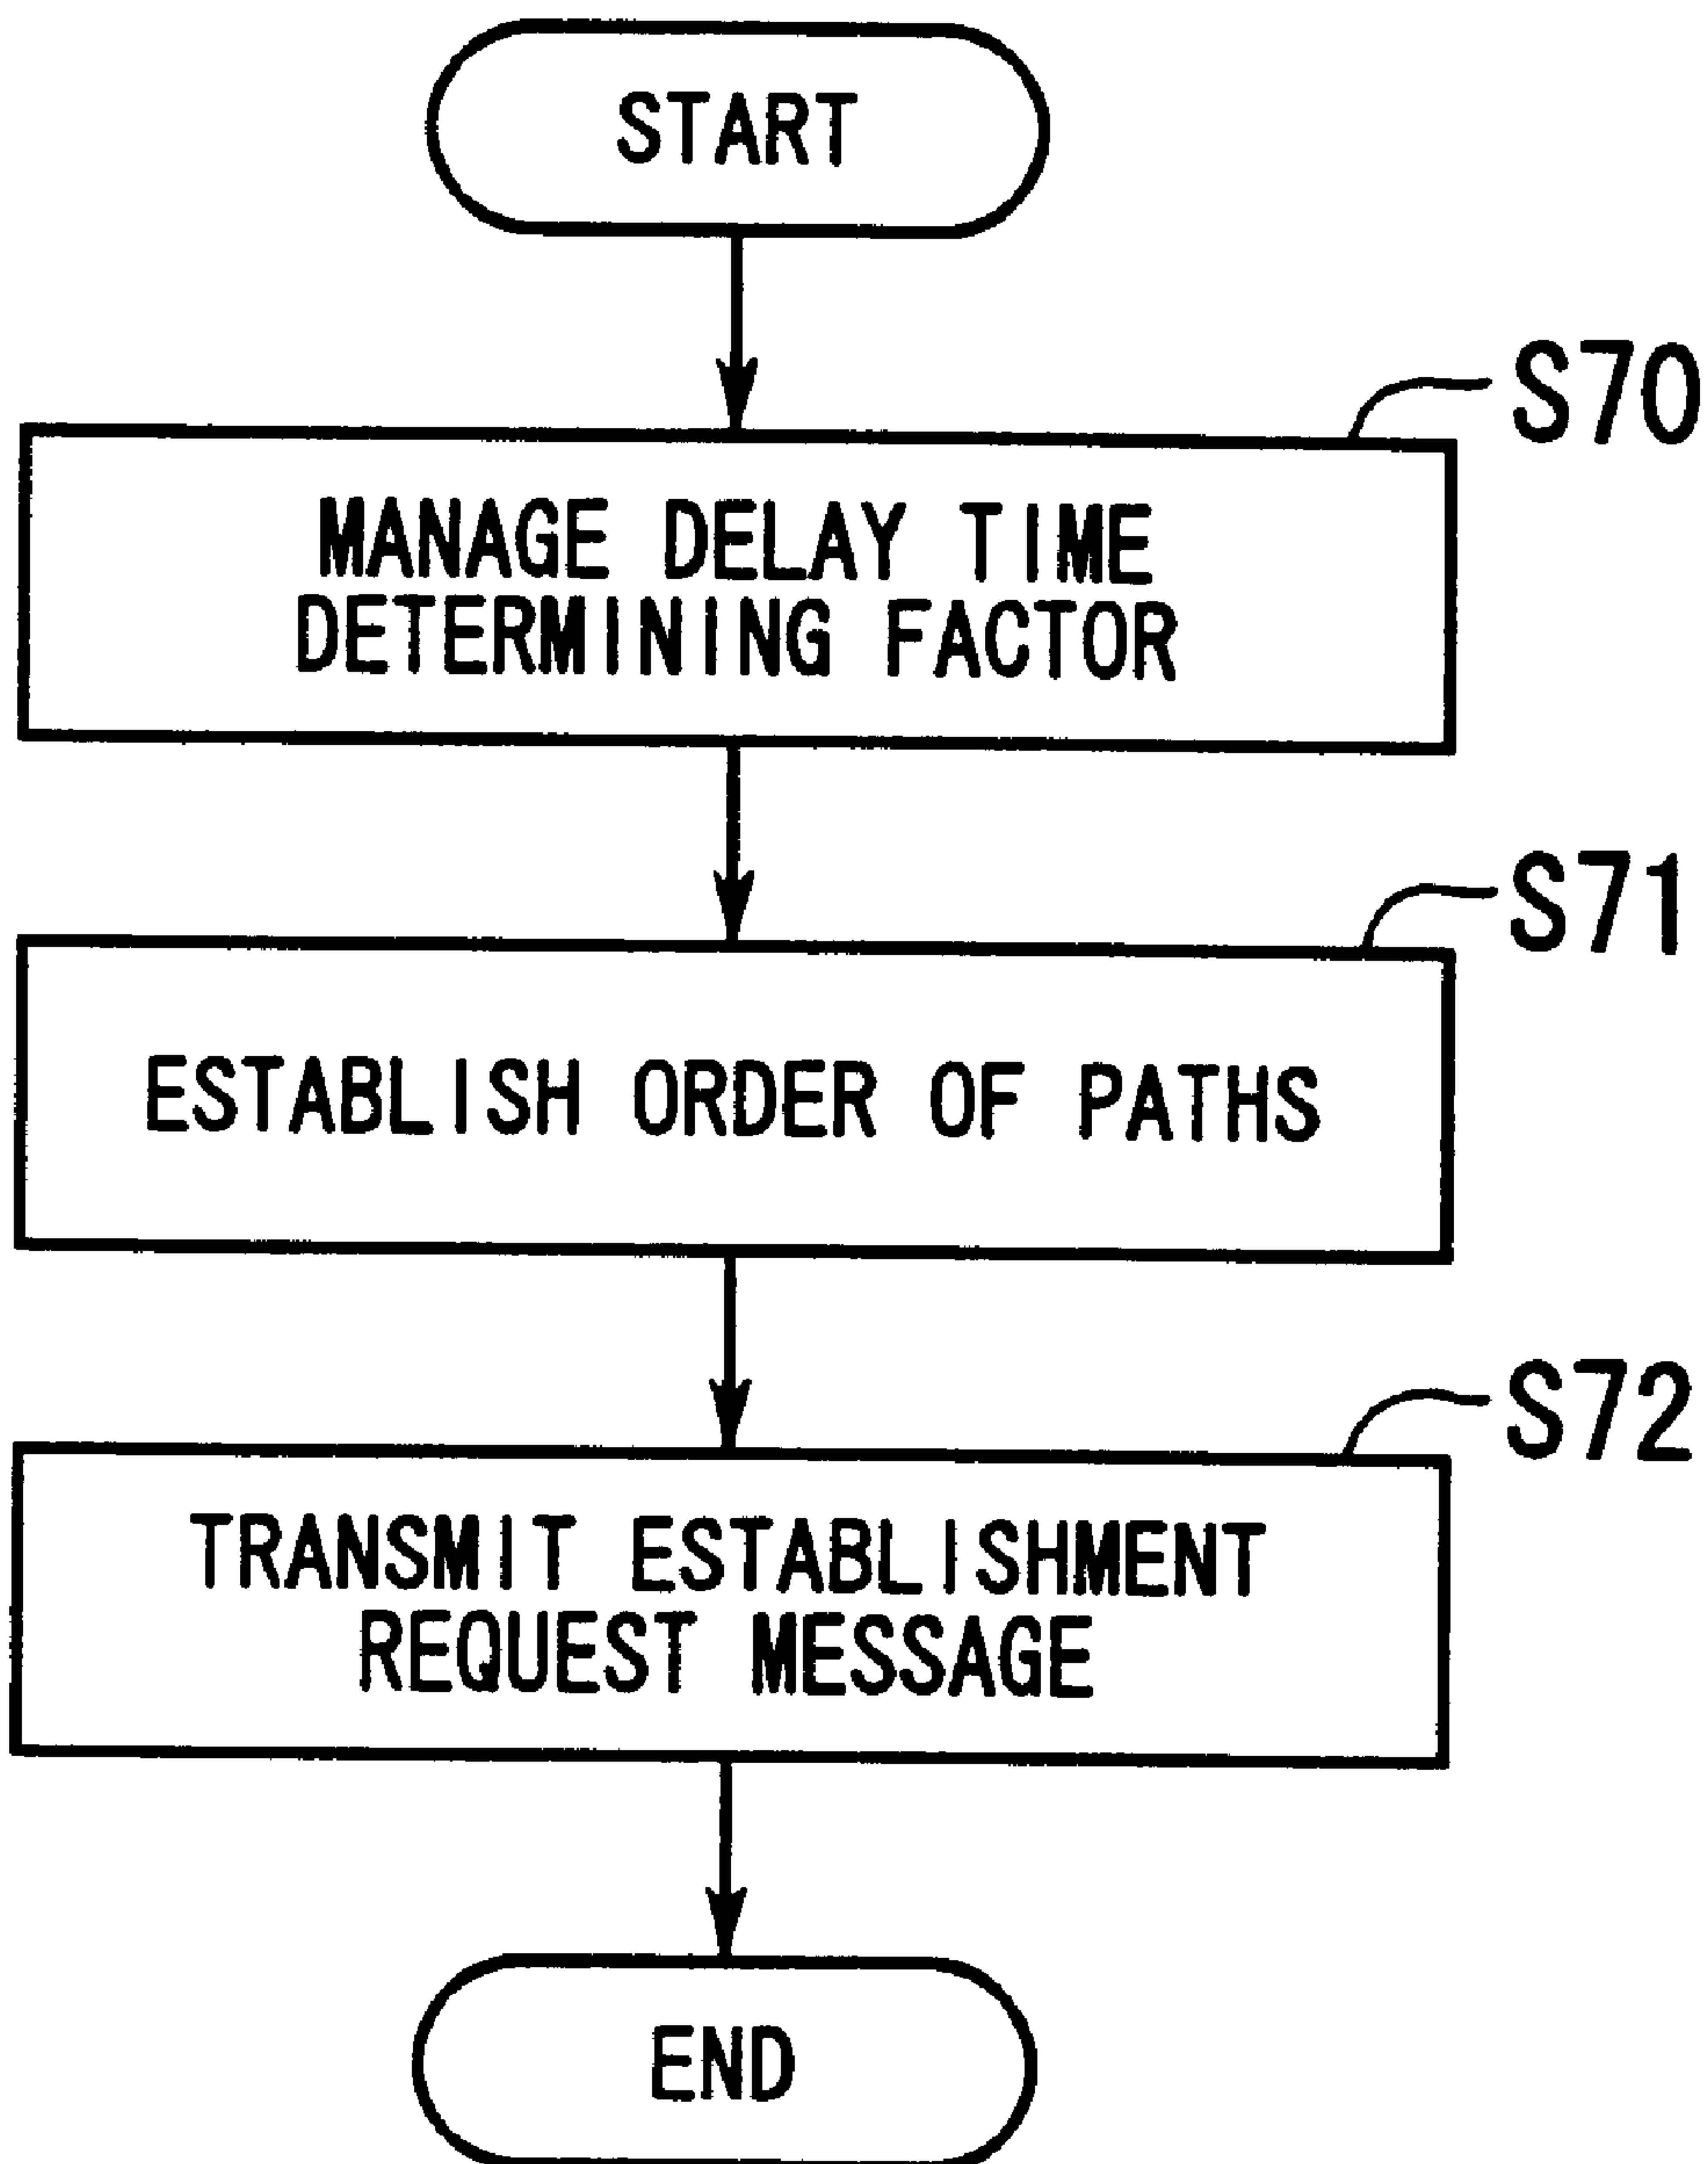 START
S70
MANAGE DELAY TIME
DETERMINING FACTOR
S71
ESTABLISH ORDER OF PATHS
S72
TRANSMIT ESTABLISHMENT
REQUEST MESSAGE
END